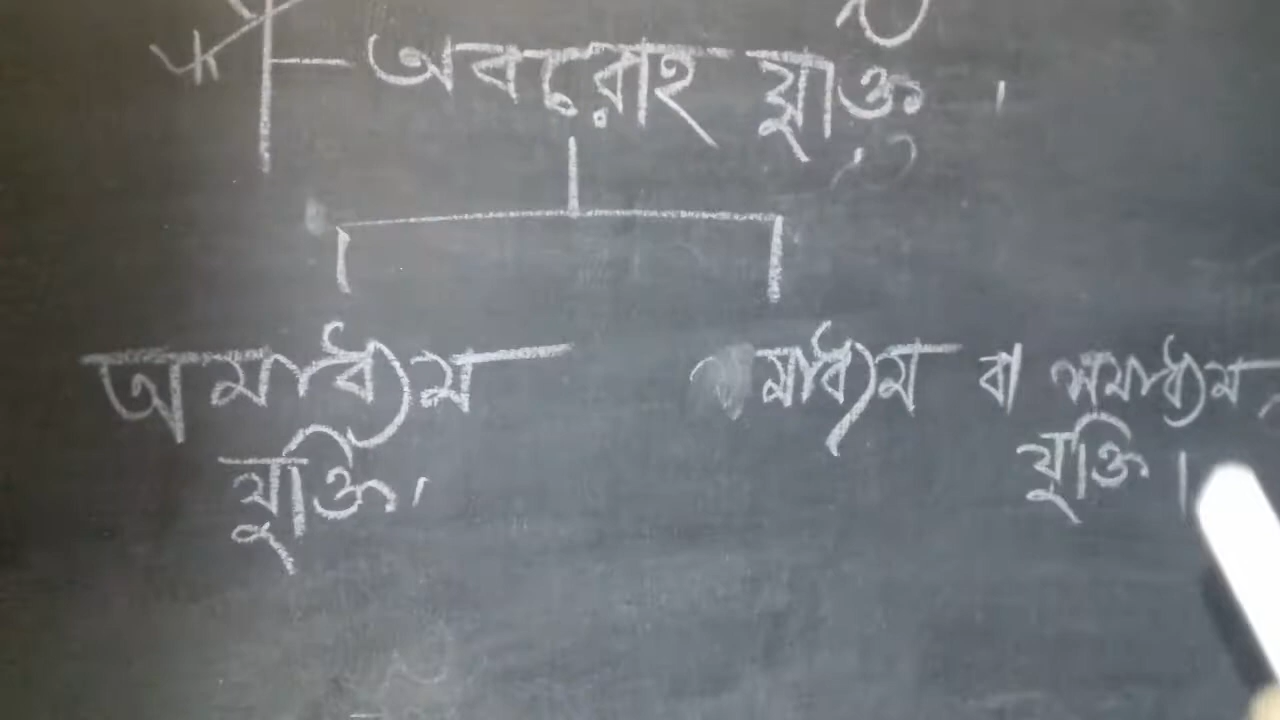 অবরোহ যুক্তি ।
অমাধ্যম
যুক্তি ।
মাধ্যম বা সমাধ্যম
যুক্তি ।